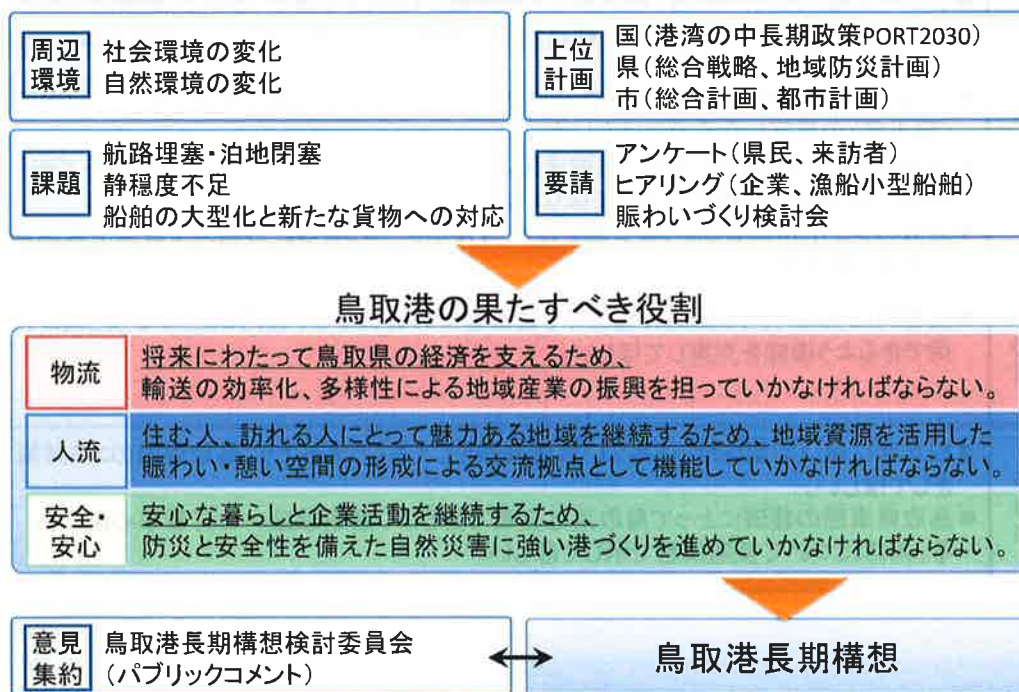 周辺
環境
社会環境の変化
自然環境の変化
上位
計画
国(港湾の中長期政策PORT2030)
県(総合戦略、地域防災計画)
市(総合計画、都市計画)
課題
航路埋塞・泊地閉塞
静穏度不足
船舶の大型化と新たな貨物への対応
要請
アンケート(県民、来訪者)
ヒアリング(企業、漁船小型船舶)
賑わいづくり検討会
鳥取港の果たすべき役割
物流
将来にわたって鳥取県の経済を支えるため、
輸送の効率化、多様性による地域産業の振興を担っていかなければならない。
人流
住む人、訪れる人にとって魅力ある地域を継続するため、地域資源を活用した
賑わい・憩い空間の形成による交流拠点として機能していかなければならない。
安全・
安心
安心な暮らしと企業活動を継続するため、
防災と安全性を備えた自然災害に強い港づくりを進めていかなければならない。
意見
集約
鳥取港長期構想検討委員会
(パブリックコメント)
鳥取港長期構想